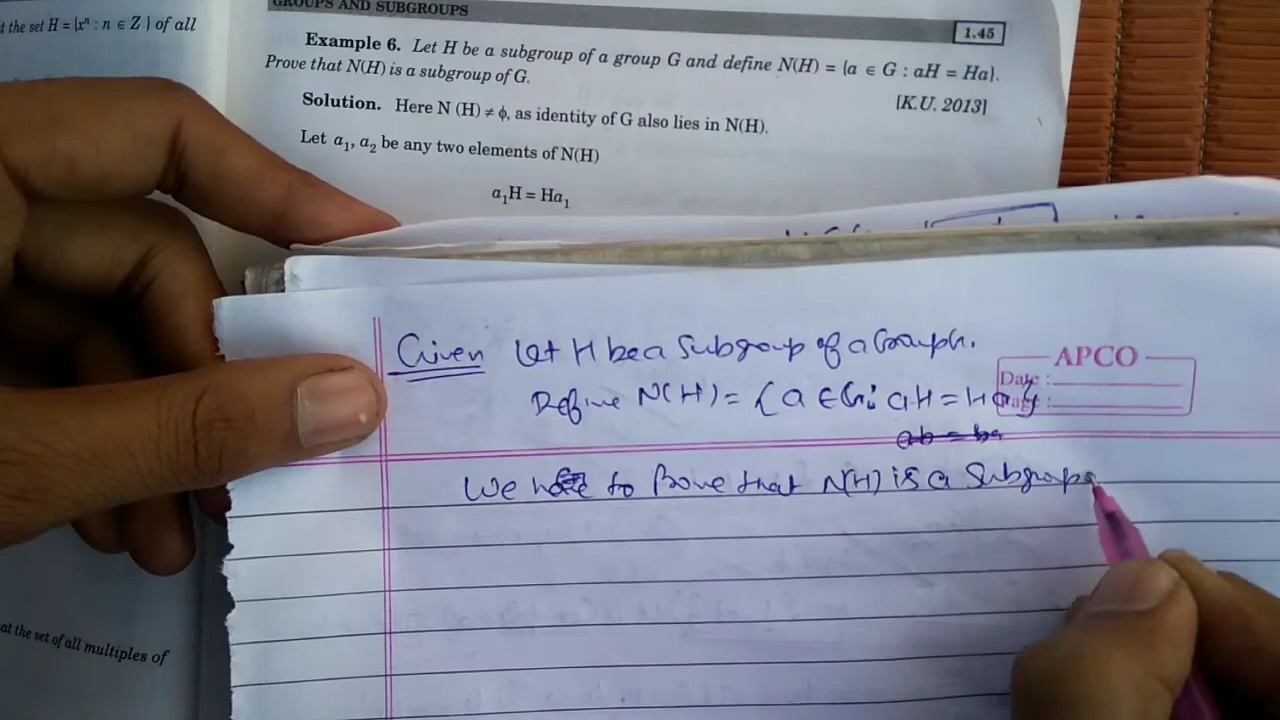 t the set H = {xⁿ : n ∈ Z } of all
GROUPS AND SUBGROUPS
1.45
Example 6. Let H be a subgroup of a group G and define N(H) = {a ∈ G : aH = Ha}.
Prove that N(H) is a subgroup of G.
[K.U. 2013]
Solution. Here N (H) ≠ ϕ, as identity of G also lies in N(H).
Let a₁, a₂ be any two elements of N(H)
a₁H = Ha₁
Given Let H be a Subgroup of a Graph.
APCO
Date :
Page :
Define N(H) = {a ∈ G: aH = Ha}
ab = ba
We have to Prove that N(H) is a Subgroup
at the set of all multiples of